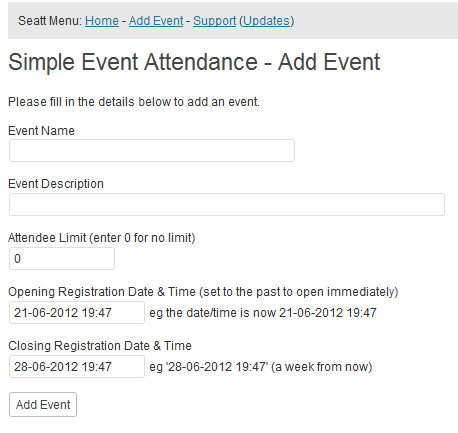 Seatt Menu: Home - Add Event - Support (Updates)
Simple Event Attendance - Add Event
Please fill in the details below to add an event.
Event Name
Event Description
Attendee Limit (enter 0 for no limit)
0
Opening Registration Date & Time (set to the past to open immediately)
21-06-2012 19:47 eg the date/time is now 21-06-2012 19:47
Closing Registration Date & Time
28-06-2012 19:47 eg '28-06-2012 19:47' (a week from now)
Add Event